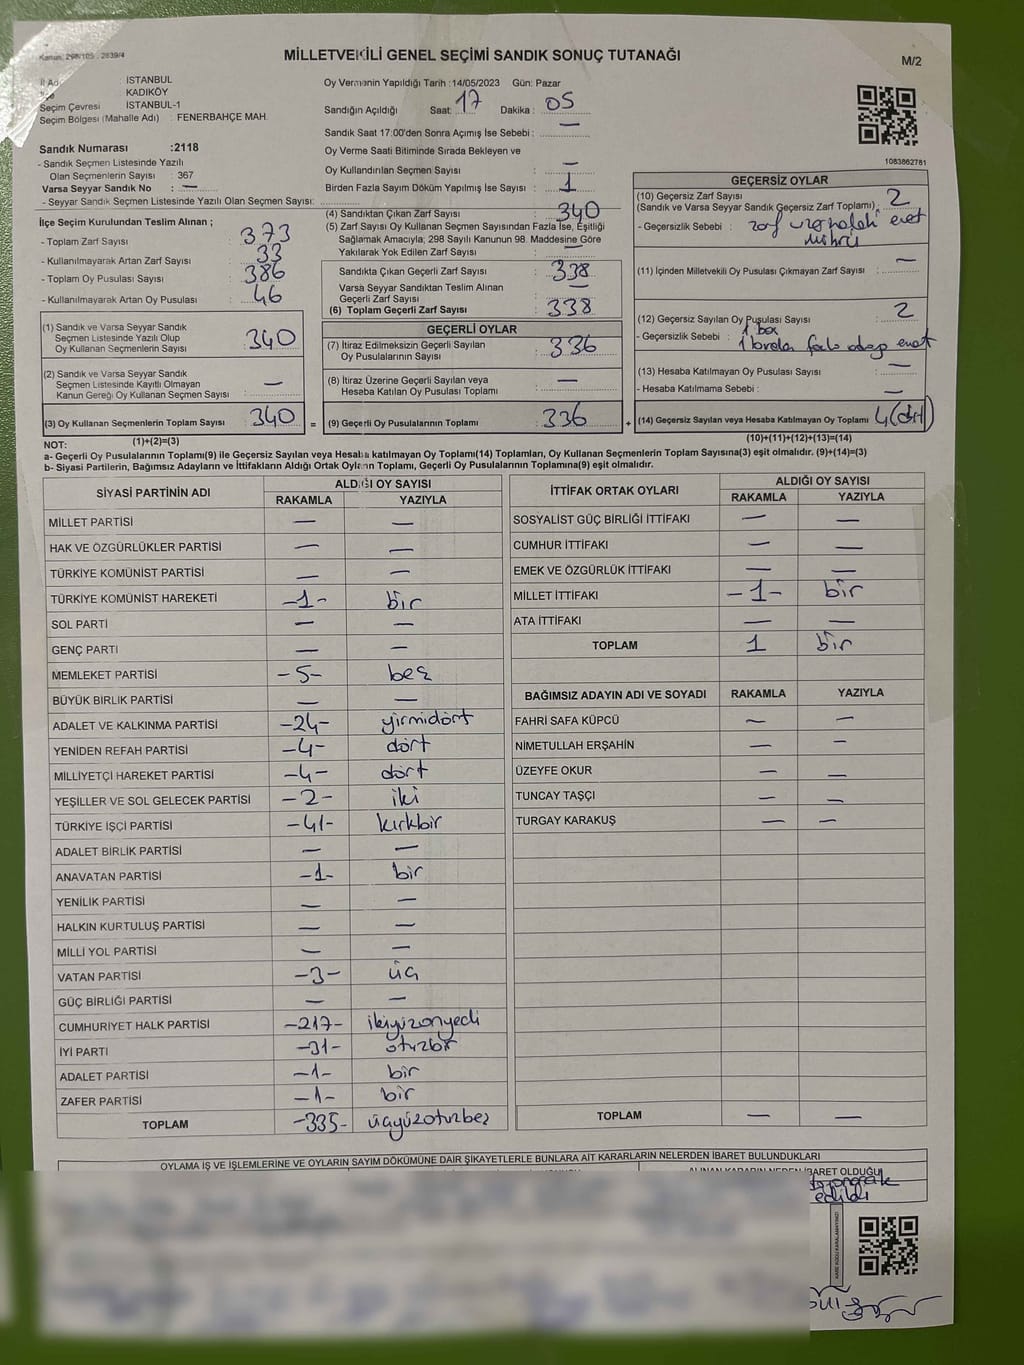 Kanun: 298/105 : 2839/4
MİLLETVEKİLİ GENEL SEÇİMİ SANDIK SONUÇ TUTANAĞI
M/2
İl Adı : İSTANBUL
KADIKÖY
Seçim Çevresi : İSTANBUL-1
Seçim Bölgesi (Mahalle Adı) : FENERBAHÇE MAH.
Oy Vermenin Yapıldığı Tarih :14/05/2023 Gün: Pazar
Sandığın Açıldığı Saat: 17 Dakika : 05
Sandık Saat 17:00'den Sonra Açımış İse Sebebi : —
Oy Verme Saati Bitiminde Sırada Bekleyen ve
Oy Kullandırılan Seçmen Sayısı : —
Birden Fazla Sayım Döküm Yapılmış İse Sayısı : 1
1083862781
Sandık Numarası :2118
- Sandık Seçmen Listesinde Yazılı
Olan Seçmenlerin Sayısı : 367
Varsa Seyyar Sandık No : —
- Seyyar Sandık Seçmen Listesinde Yazılı Olan Seçmen Sayısı:
İlçe Seçim Kurulundan Teslim Alınan ;
- Toplam Zarf Sayısı : 373
- Kullanılmayarak Artan Zarf Sayısı : 33
- Toplam Oy Pusulası Sayısı : 386
- Kullanılmayarak Artan Oy Pusulası : 46
(1) Sandık ve Varsa Seyyar Sandık
Seçmen Listesinde Yazılı Olup
Oy Kullanan Seçmenlerin Sayısı : 340
(2) Sandık ve Varsa Seyyar Sandık
Seçmen Listesinde Kayıtlı Olmayan
Kanun Gereği Oy Kullanan Seçmen Sayısı : —
(3) Oy Kullanan Seçmenlerin Toplam Sayısı : 340
(4) Sandıktan Çıkan Zarf Sayısı : 340
(5) Zarf Sayısı Oy Kullanan Seçmen Sayısından Fazla İse, Eşitliği
Sağlamak Amacıyla; 298 Sayılı Kanunun 98. Maddesine Göre
Yakılarak Yok Edilen Zarf Sayısı : —
Sandıkta Çıkan Geçerli Zarf Sayısı : 338
Varsa Seyyar Sandıktan Teslim Alınan
Geçerli Zarf Sayısı : —
(6) Toplam Geçerli Zarf Sayısı : 338
GEÇERLİ OYLAR
(7) İtiraz Edilmeksizin Geçerli Sayılan
Oy Pusulalarının Sayısı : 336
(8) İtiraz Üzerine Geçerli Sayılan veya
Hesaba Katılan Oy Pusulası Toplamı : —
= (9) Geçerli Oy Pusulalarının Toplamı : 336
GEÇERSİZ OYLAR
(10) Geçersiz Zarf Sayısı
(Sandık ve Varsa Seyyar Sandık Geçersiz Zarf Toplamı) : 2
- Geçersiz Sebebi : zarf üzerindeki evet
mührü
(11) İçinden Milletvekili Oy Pusulası Çıkmayan Zarf Sayısı : —
(12) Geçersiz Sayılan Oy Pusulası Sayısı : 2
- Geçersizlik Sebebi : 1 boş
1 birden fazla evet
(13) Hesaba Katılmayan Oy Pusulası Sayısı : —
- Hesaba Katılmama Sebebi : —
+ (14) Geçersiz Sayılan veya Hesaba Katılmayan Oy Toplamı 4(dört)
NOT: (1)+(2)=(3) (10)+(11)+(12)+(13)=(14)
a- Geçerli Oy Pusulalarının Toplamı(9) ile Geçersiz Sayılan veya Hesaba katılmayan Oy Toplamı(14) Toplamları, Oy Kullanan Seçmenlerin Toplam Sayısına(3) eşit olmalıdır. (9)+(14)=(3)
b- Siyasi Partilerin, Bağımsız Adayların ve İttifakların Aldığı Ortak Oyların Toplamı, Geçerli Oy Pusulalarının Toplamına(9) eşit olmalıdır.
SİYASİ PARTİNİN ADI ALDIĞI OY SAYISI
RAKAMLA YAZIYLA
MİLLET PARTİSİ — —
HAK VE ÖZGÜRLÜKLER PARTİSİ — —
TÜRKİYE KOMÜNİST PARTİSİ — —
TÜRKİYE KOMÜNİST HAREKETİ -1- bir
SOL PARTİ — —
GENÇ PARTİ — —
MEMLEKET PARTİSİ -5- beş
BÜYÜK BİRLİK PARTİSİ — —
ADALET VE KALKINMA PARTİSİ -24- yirmidört
YENİDEN REFAH PARTİSİ -4- dört
MİLLİYETÇİ HAREKET PARTİSİ -4- dört
YEŞİLLER VE SOL GELECEK PARTİSİ -2- iki
TÜRKİYE İŞÇİ PARTİSİ -41- kırkbir
ADALET BİRLİK PARTİSİ — —
ANAVATAN PARTİSİ -1- bir
YENİLİK PARTİSİ — —
HALKIN KURTULUŞ PARTİSİ — —
MİLLİ YOL PARTİSİ — —
VATAN PARTİSİ -3- üç
GÜÇ BİRLİĞİ PARTİSİ — —
CUMHURİYET HALK PARTİSİ -217- ikiyüzonyedi
İYİ PARTİ -31- otuzbir
ADALET PARTİSİ -1- bir
ZAFER PARTİSİ -1- bir
TOPLAM -335- üçyüzotuzbeş
İTTİFAK ORTAK OYLARI ALDIĞI OY SAYISI
RAKAMLA YAZIYLA
SOSYALİST GÜÇ BİRLİĞİ İTTİFAKI — —
CUMHUR İTTİFAKI — —
EMEK VE ÖZGÜRLÜK İTTİFAKI — —
MİLLET İTTİFAKI -1- bir
ATA İTTİFAKI — —
TOPLAM 1 bir
BAĞIMSIZ ADAYIN ADI VE SOYADI RAKAMLA YAZIYLA
FAHRİ SAFA KÜPCÜ — —
NİMETULLAH ERŞAHİN — —
ÜZEYFE OKUR — —
TUNCAY TAŞÇI — —
TURGAY KARAKUŞ — —
TOPLAM — —
OYLAMA İŞ VE İŞLEMLERİNE VE OYLARIN SAYIM DÖKÜMÜNE DAİR ŞİKAYETLERLE BUNLARA AİT KARARLARIN NELERDEN İBARET BULUNDUKLARI
ALINAN KARARIN NEDEN İBARET OLDUĞU
edildi